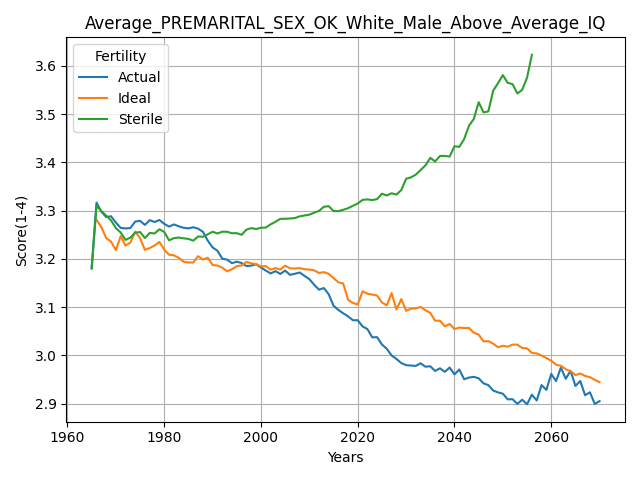 Average_PREMARITAL_SEX_OK_White_Male_Above_Average_IQ
Fertility
Actual
Ideal
Sterile
Score(1-4)
3.6
3.5
3.4
3.3
3.2
3.1
3.0
2.9
1960 1980 2000 2020 2040 2060
Years